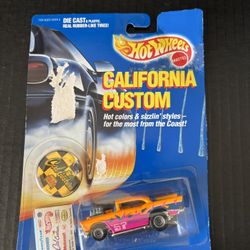 DIE CAST & PLASTIC
REAL RUBBER-LIKE TIRES!
Hot Wheels
MATTEL
CALIFORNIA
CUSTOM
Hot colors & sizzlin' styles–
for the most from the Coast!